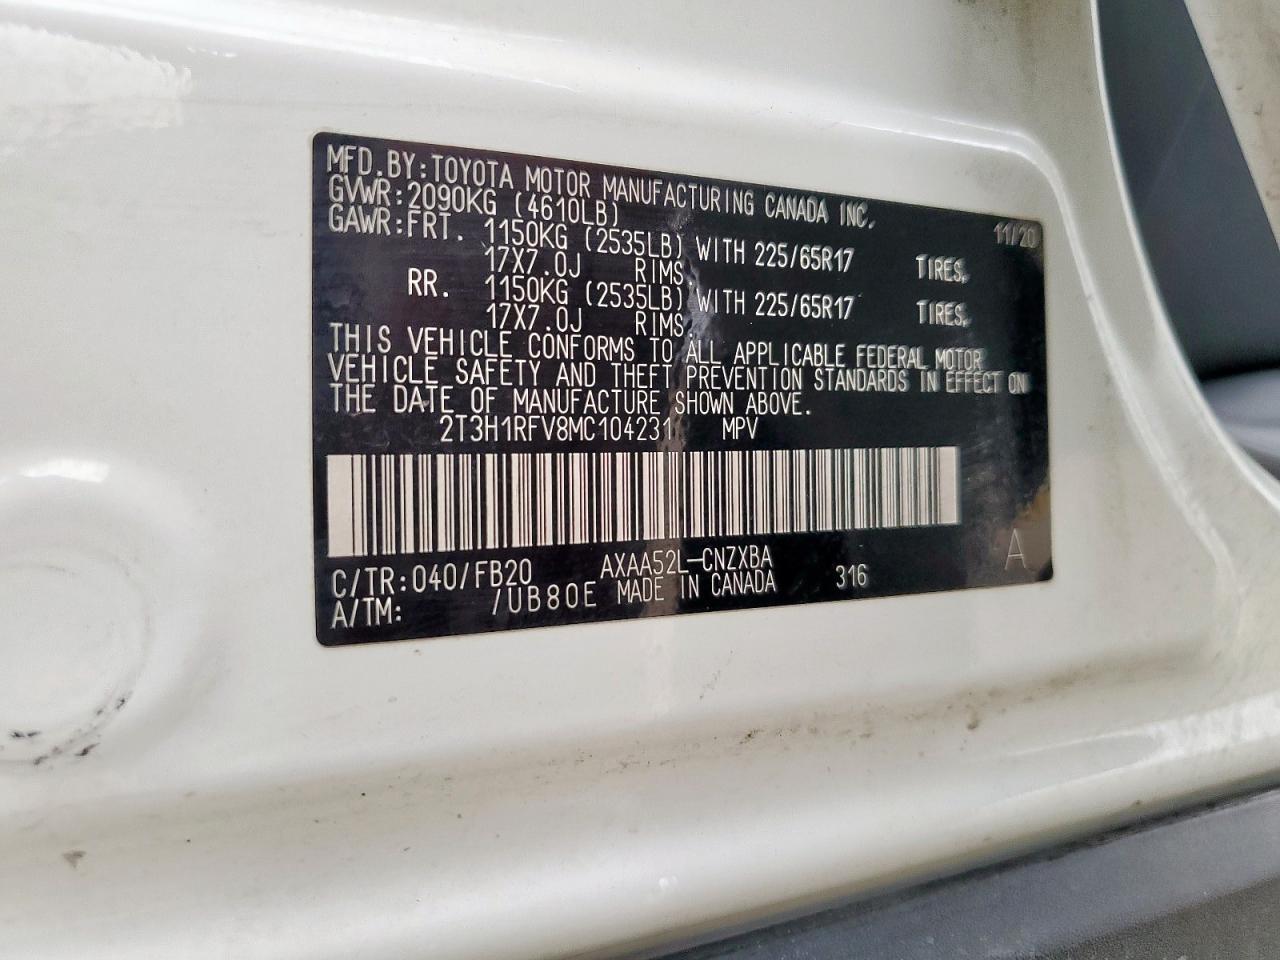 MFD.BY:TOYOTA MOTOR MANUFACTURING CANADA INC.
GVWR:2090KG (4610LB) 11/20
GAWR:FRT. 1150KG (2535LB) WITH 225/65R17 TIRES,
17X7.0J RIMS,
RR. 1150KG (2535LB) WITH 225/65R17 TIRES,
17X7.0J RIMS.
THIS VEHICLE CONFORMS TO ALL APPLICABLE FEDERAL MOTOR
VEHICLE SAFETY AND THEFT PREVENTION STANDARDS IN EFFECT ON
THE DATE OF MANUFACTURE SHOWN ABOVE.
2T3H1RFV8MC104231 MPV
C/TR:040/FB20 AXAA52L-CNZXBA 316 A
A/TM: /UB80E MADE IN CANADA